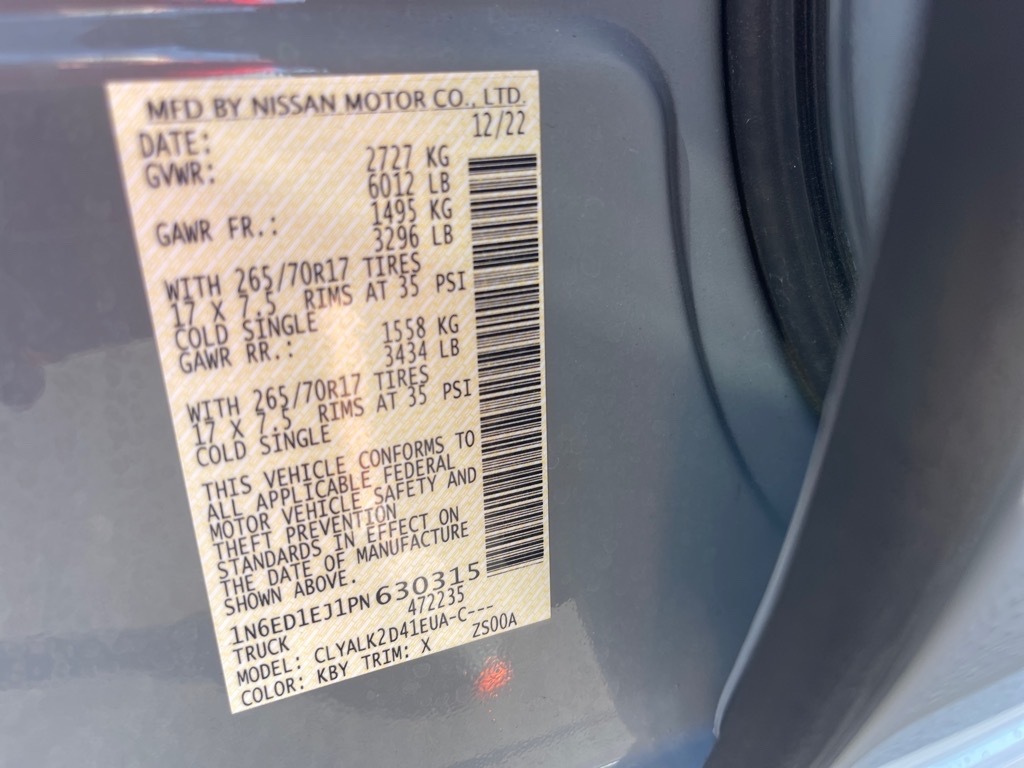 MFD BY NISSAN MOTOR CO., LTD.
DATE: 12/22
GVWR: 2727 KG
6012 LB
GAWR FR.: 1495 KG
3296 LB
WITH 265/70R17 TIRES
17 X 7.5 RIMS AT 35 PSI
COLD SINGLE
GAWR RR.: 1558 KG
3434 LB
WITH 265/70R17 TIRES
17 X 7.5 RIMS AT 35 PSI
COLD SINGLE
THIS VEHICLE CONFORMS TO
ALL APPLICABLE FEDERAL
MOTOR VEHICLE SAFETY AND
THEFT PREVENTION
STANDARDS IN EFFECT ON
THE DATE OF MANUFACTURE
SHOWN ABOVE.
1N6ED1EJ1PN630315
TRUCK 472235
MODEL: CLYALK2D41EUA-C---
COLOR: KBY TRIM: X ZS00A